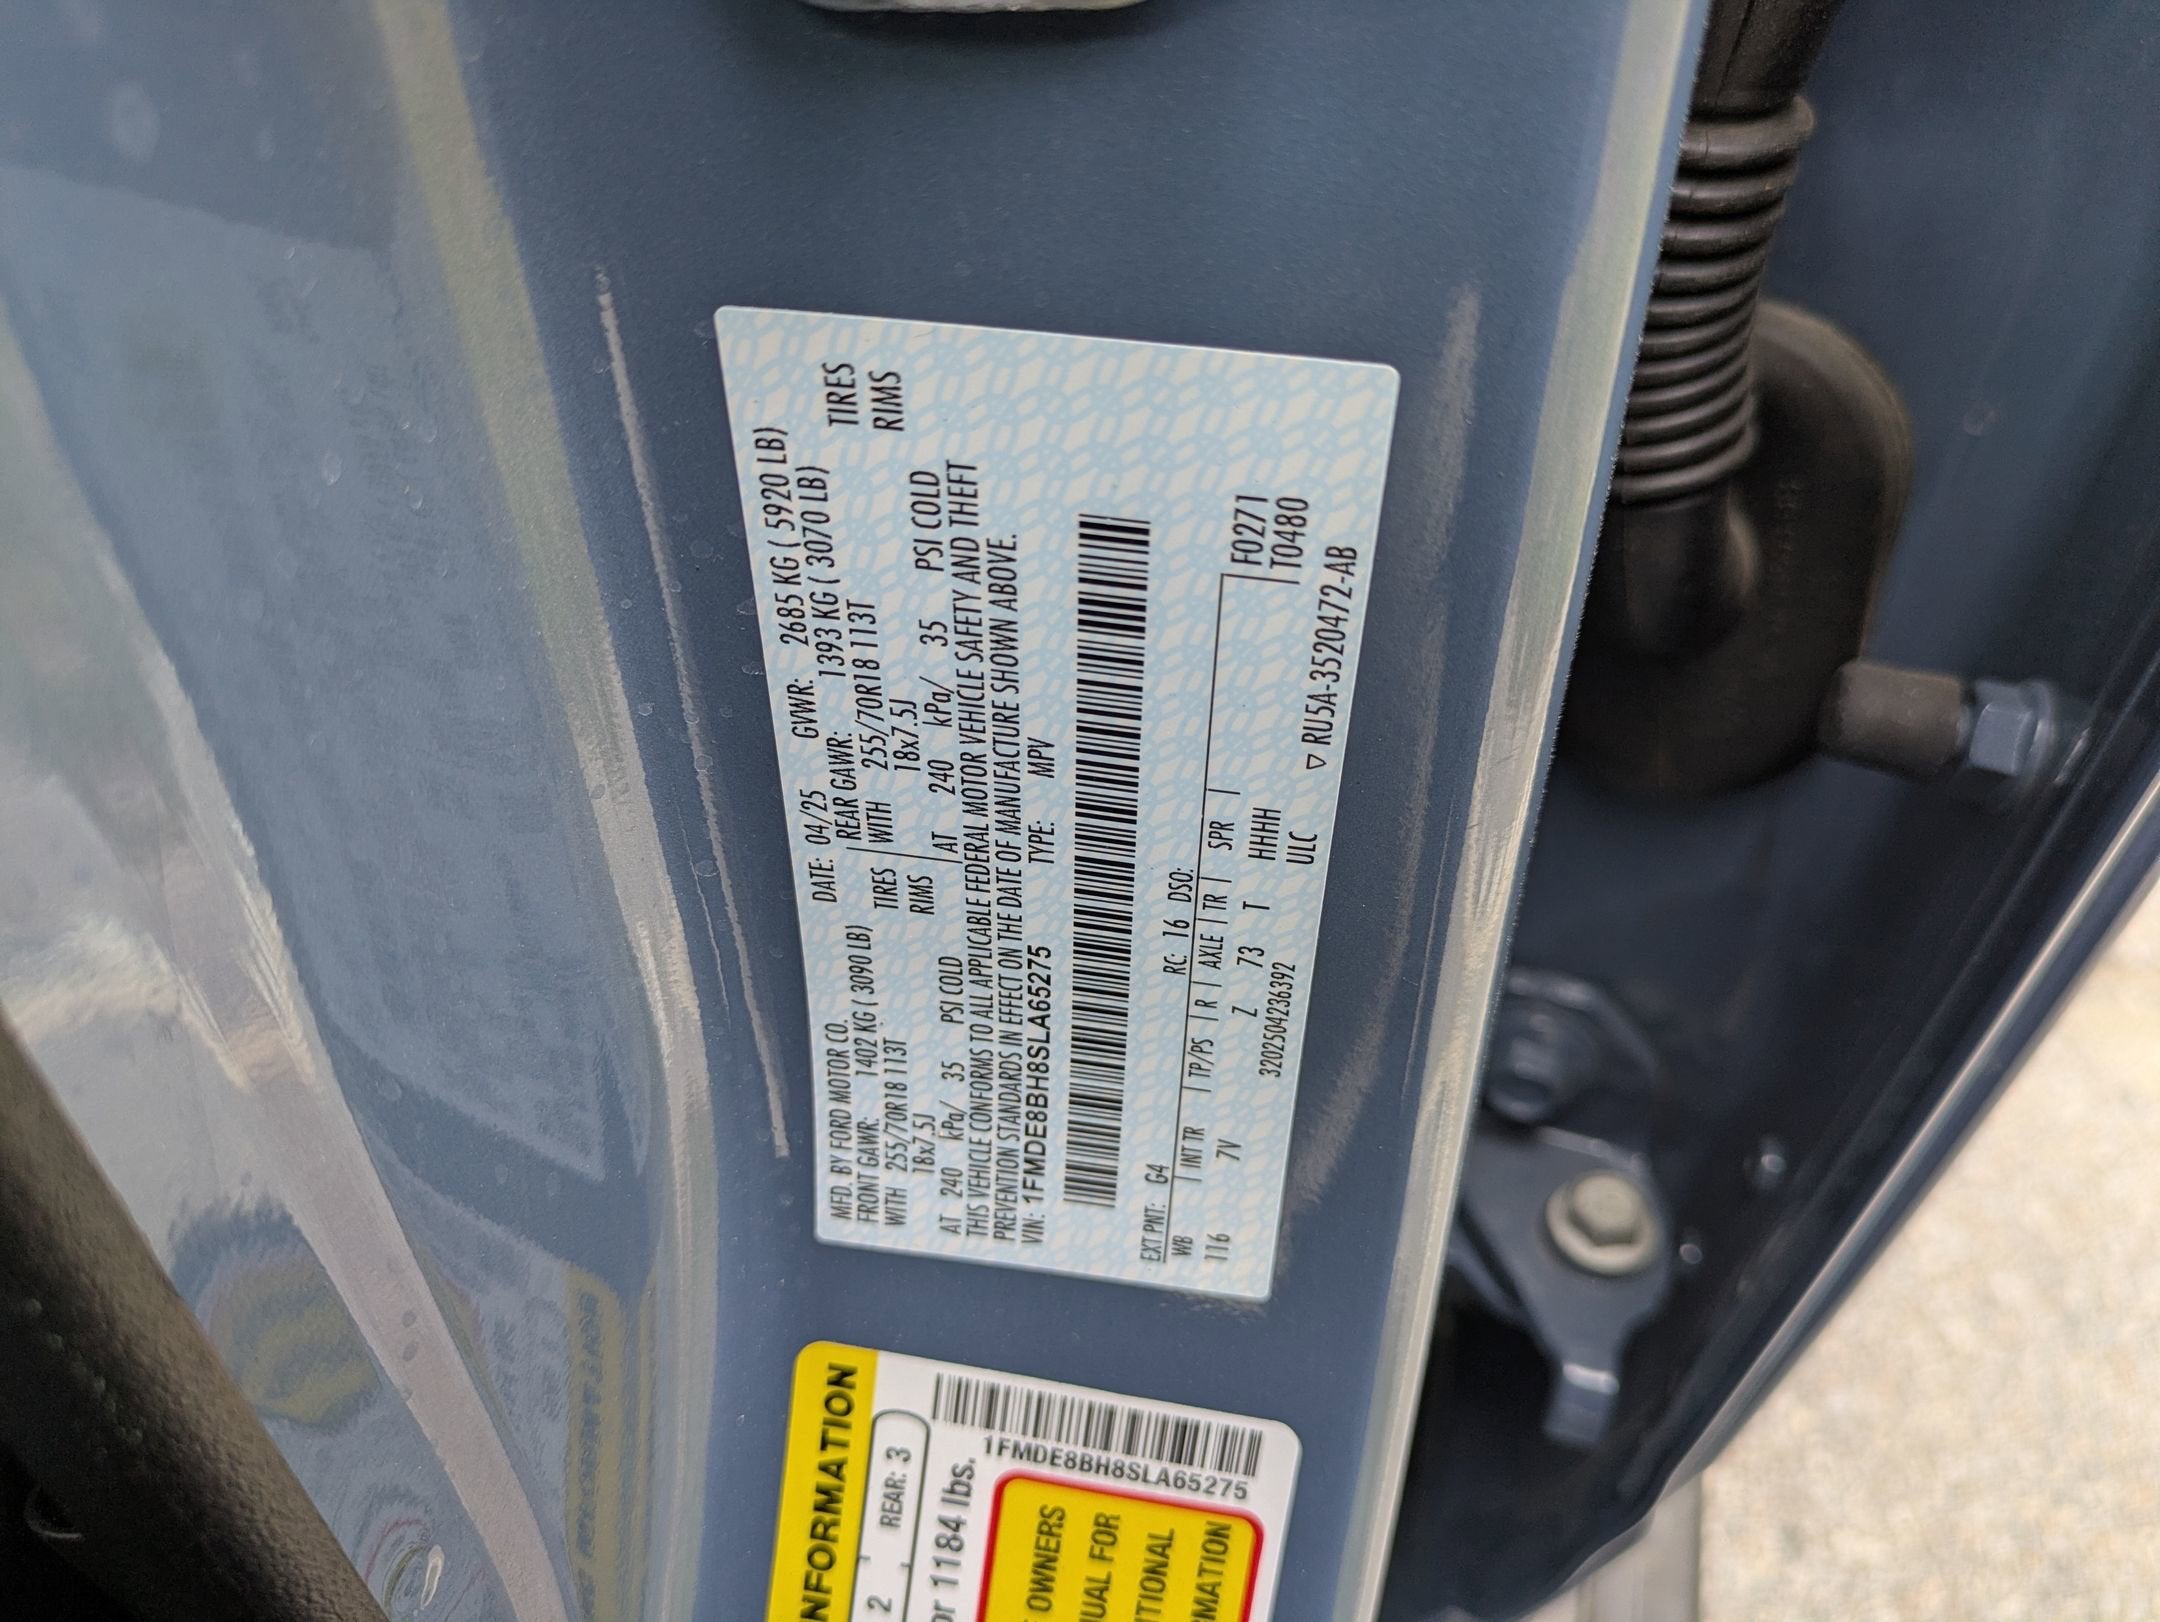 MFD. BY FORD MOTOR CO.
DATE: 04/25 GVWR: 2685 KG ( 5920 LB)
FRONT GAWR: 1402 KG ( 3090 LB) REAR GAWR: 1393 KG ( 3070 LB)
WITH 255/70R18 113T TIRES WITH 255/70R18 113T TIRES
18x7.5J RIMS 18x7.5J RIMS
AT 240 kPa/ 35 PSI COLD AT 240 kPa/ 35 PSI COLD
THIS VEHICLE CONFORMS TO ALL APPLICABLE FEDERAL MOTOR VEHICLE SAFETY AND THEFT
PREVENTION STANDARDS IN EFFECT ON THE DATE OF MANUFACTURE SHOWN ABOVE.
VIN: 1FMDE8BH8SLA65275 TYPE: MPV
EXT PNT: G4 RC: 16 DSO:
WB INT TR TP/PS R AXLE TR SPR F0271
116 7V Z 73 T HHHH T0480
3202504236392 ULC
▽ RU5A-3520472-AB
NFORMATION
2 REAR: 3
or 1184 lbs.
1FMDE8BH8SLA65275
OWNERS
UAL FOR
ITIONAL
RMATION